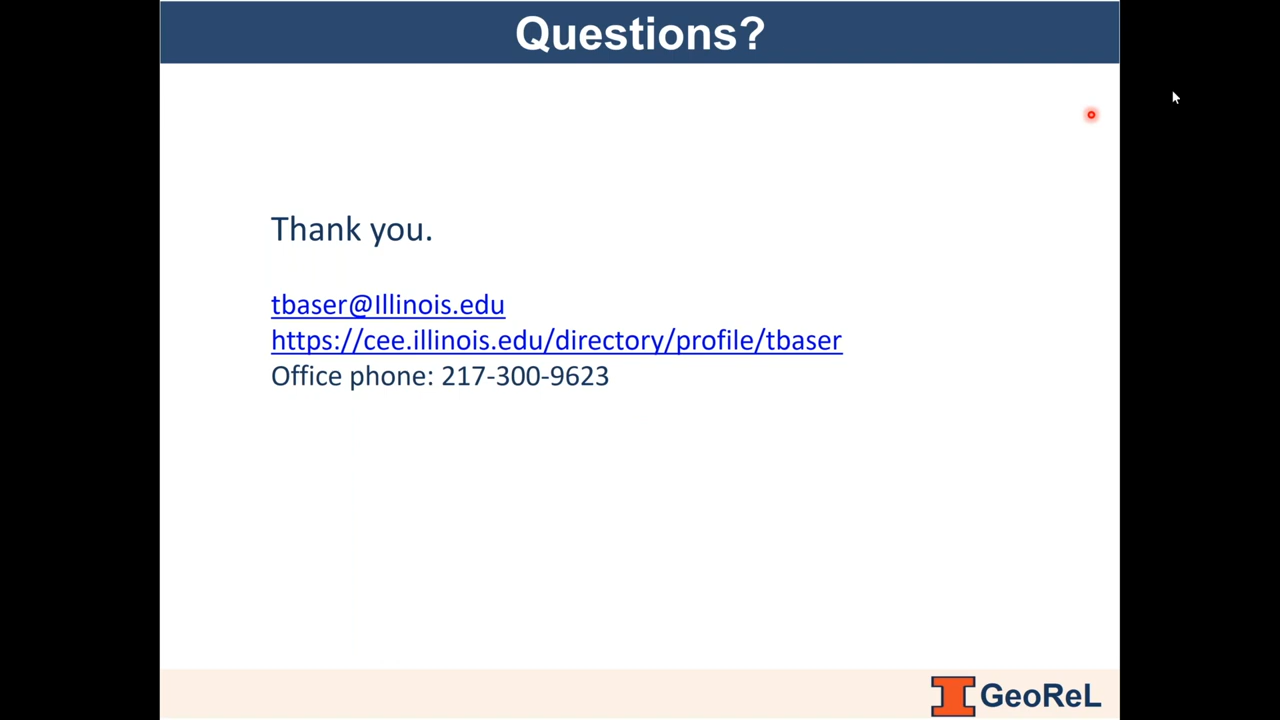 Questions?
Thank you.
tbaser@Illinois.edu
https://cee.illinois.edu/directory/profile/tbaser
Office phone: 217-300-9623
I GeoReL